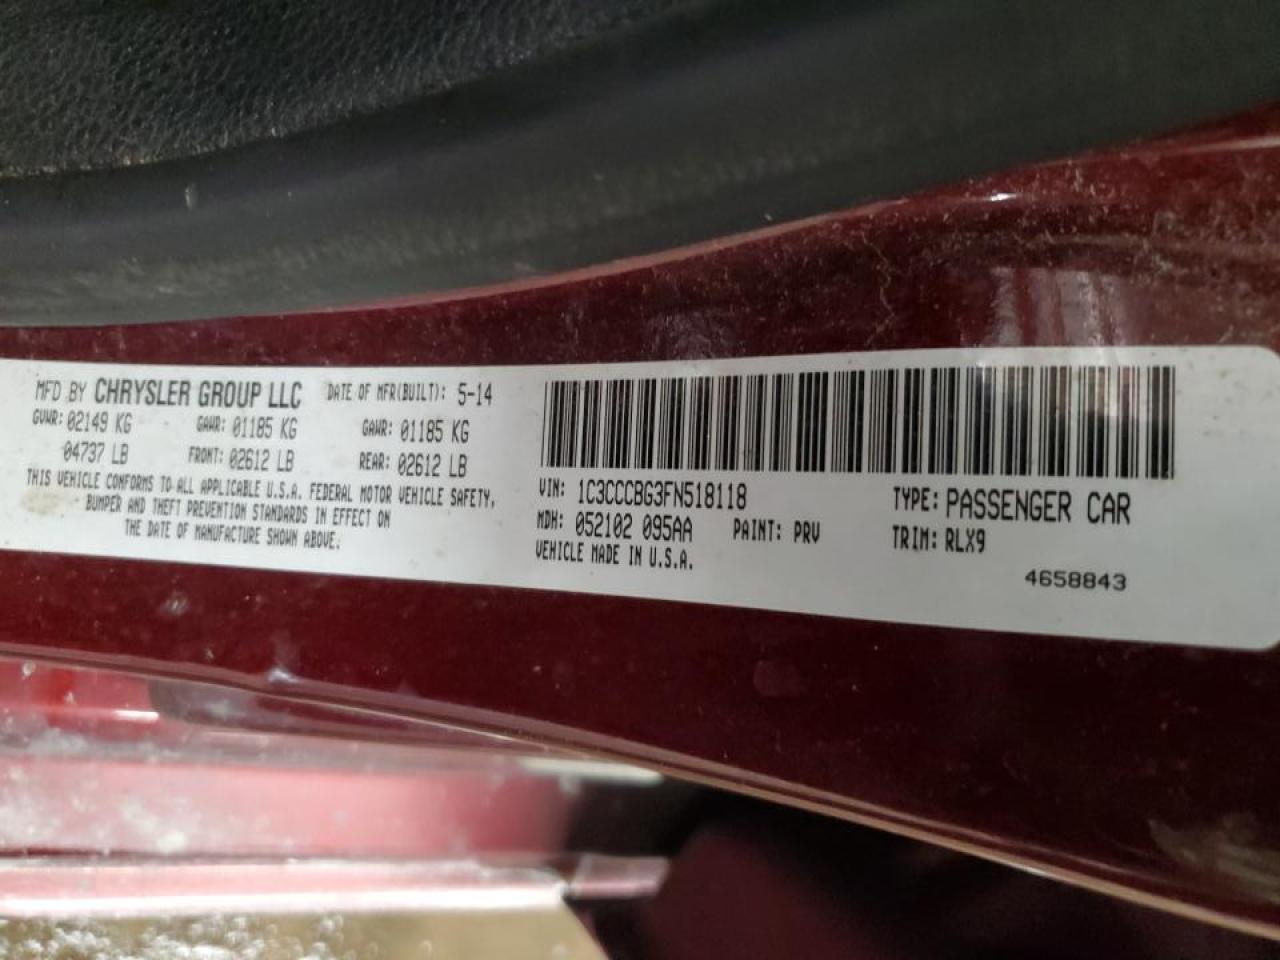 MFD BY CHRYSLER GROUP LLC DATE OF MFR(BUILT): 5-14
GVWR: 02149 KG GAWR: 01185 KG GAWR: 01185 KG
04737 LB FRONT: 02612 LB REAR: 02612 LB
THIS VEHICLE CONFORMS TO ALL APPLICABLE U.S.A. FEDERAL MOTOR VEHICLE SAFETY,
BUMPER AND THEFT PREVENTION STANDARDS IN EFFECT ON
THE DATE OF MANUFACTURE SHOWN ABOVE.
VIN: 1C3CCCBG3FN518118 TYPE: PASSENGER CAR
MDH: 052102 095AA PAINT: PRV TRIM: RLX9
VEHICLE MADE IN U.S.A.
4658843